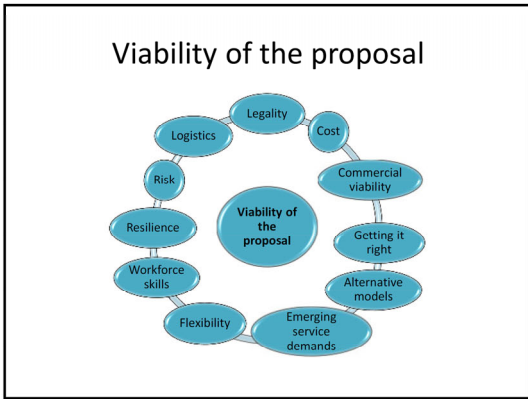 Viability of the proposal
Legality
Cost
Commercial
viability
Getting it
right
Alternative
models
Emerging
service
demands
Flexibility
Workforce
skills
Resilience
Risk
Logistics
Viability of
the
proposal